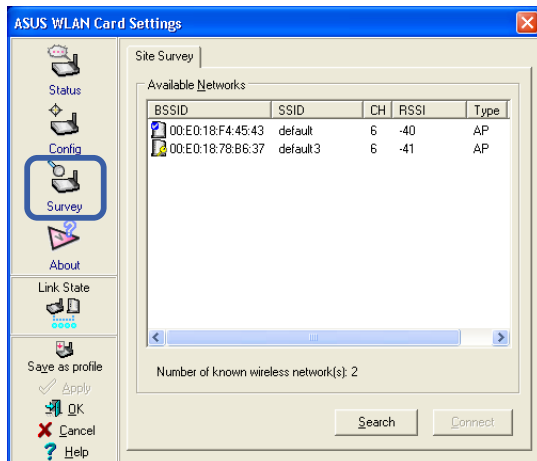 ASUS WLAN Card Settings
Status
Config
Survey
About
Link State
Save as profile
Apply
OK
Cancel
Help
Site Survey
Available Networks
BSSID SSID CH RSSI Type
00:E0:18:F4:45:43 default 6 -40 AP
00:E0:18:78:B6:37 default3 6 -41 AP
Number of known wireless network(s): 2
Search Connect